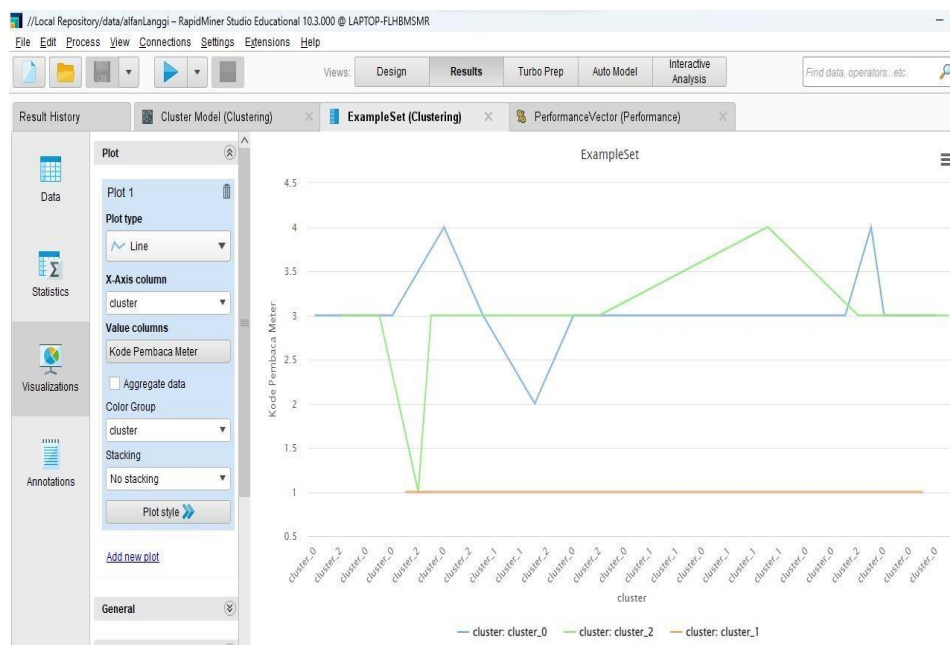 //Local Repository/data/alfanLanggi – RapidMiner Studio Educational 10.3.000 @ LAPTOP-FLHBMSMR
File Edit Process View Connections Settings Extensions Help
Views: Design Results Turbo Prep Auto Model Interactive Analysis Find data, operators...etc
Result History Cluster Model (Clustering) ExampleSet (Clustering) PerformanceVector (Performance)
Data
Statistics
Visualizations
Annotations
Plot
Plot 1
Plot type
Line
X-Axis column
cluster
Value columns
Kode Pembaca Meter
Aggregate data
Color Group
cluster
Stacking
No stacking
Plot style
Add new plot
General
ExampleSet
4.5
4
3.5
3
2.5
2
1.5
1
0.5
Kode Pembaca Meter
cluster_0 cluster_2 cluster_0 cluster_0 cluster_2 cluster_0 cluster_2 cluster_1 cluster_1 cluster_2 cluster_0 cluster_2 cluster_0 cluster_1 cluster_1 cluster_1 cluster_1 cluster_1 cluster_0 cluster_0 cluster_2 cluster_0 cluster_0 cluster_0
cluster
cluster: cluster_0 cluster: cluster_2 cluster: cluster_1